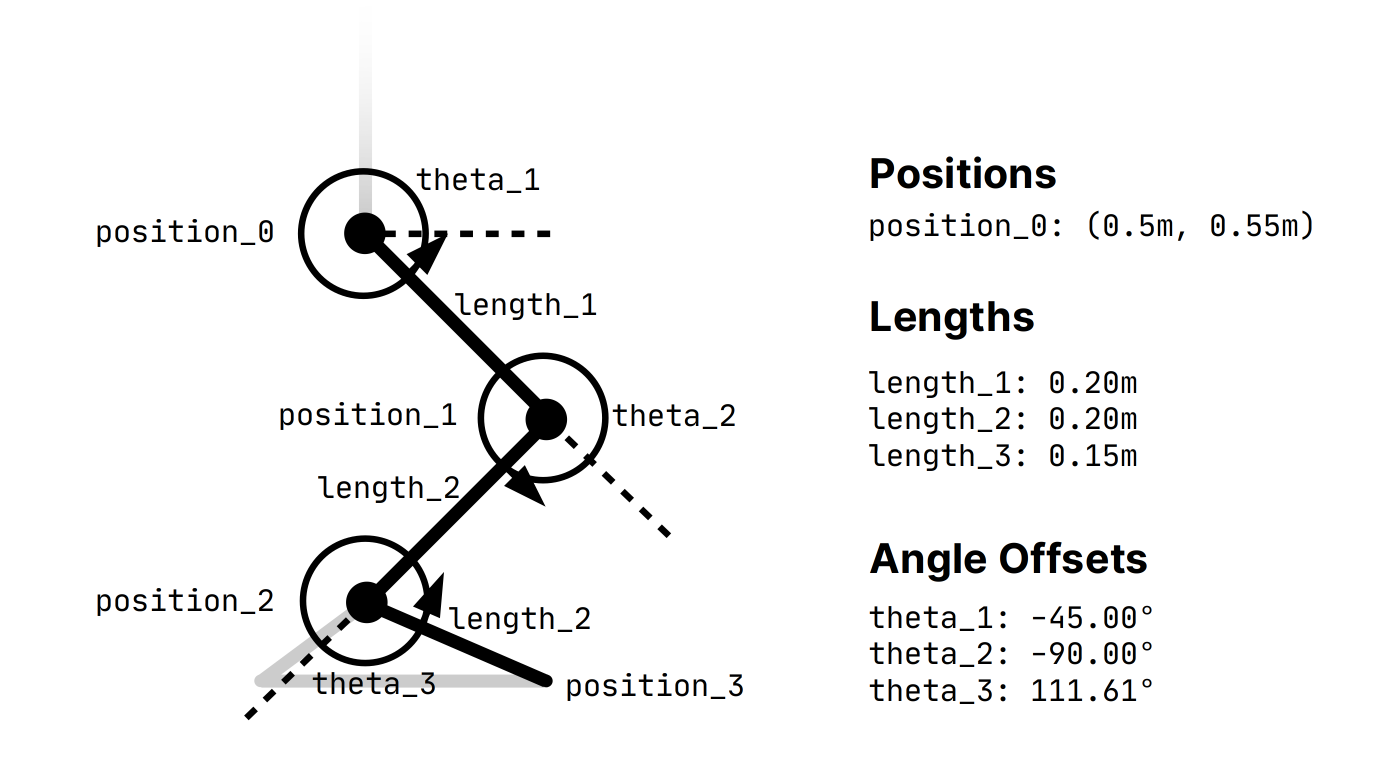 theta_1
position_0
length_1
position_1
theta_2
length_2
position_2
length_2
theta_3
position_3
Positions
position_0: (0.5m, 0.55m)
Lengths
length_1: 0.20m
length_2: 0.20m
length_3: 0.15m
Angle Offsets
theta_1: -45.00°
theta_2: -90.00°
theta_3: 111.61°